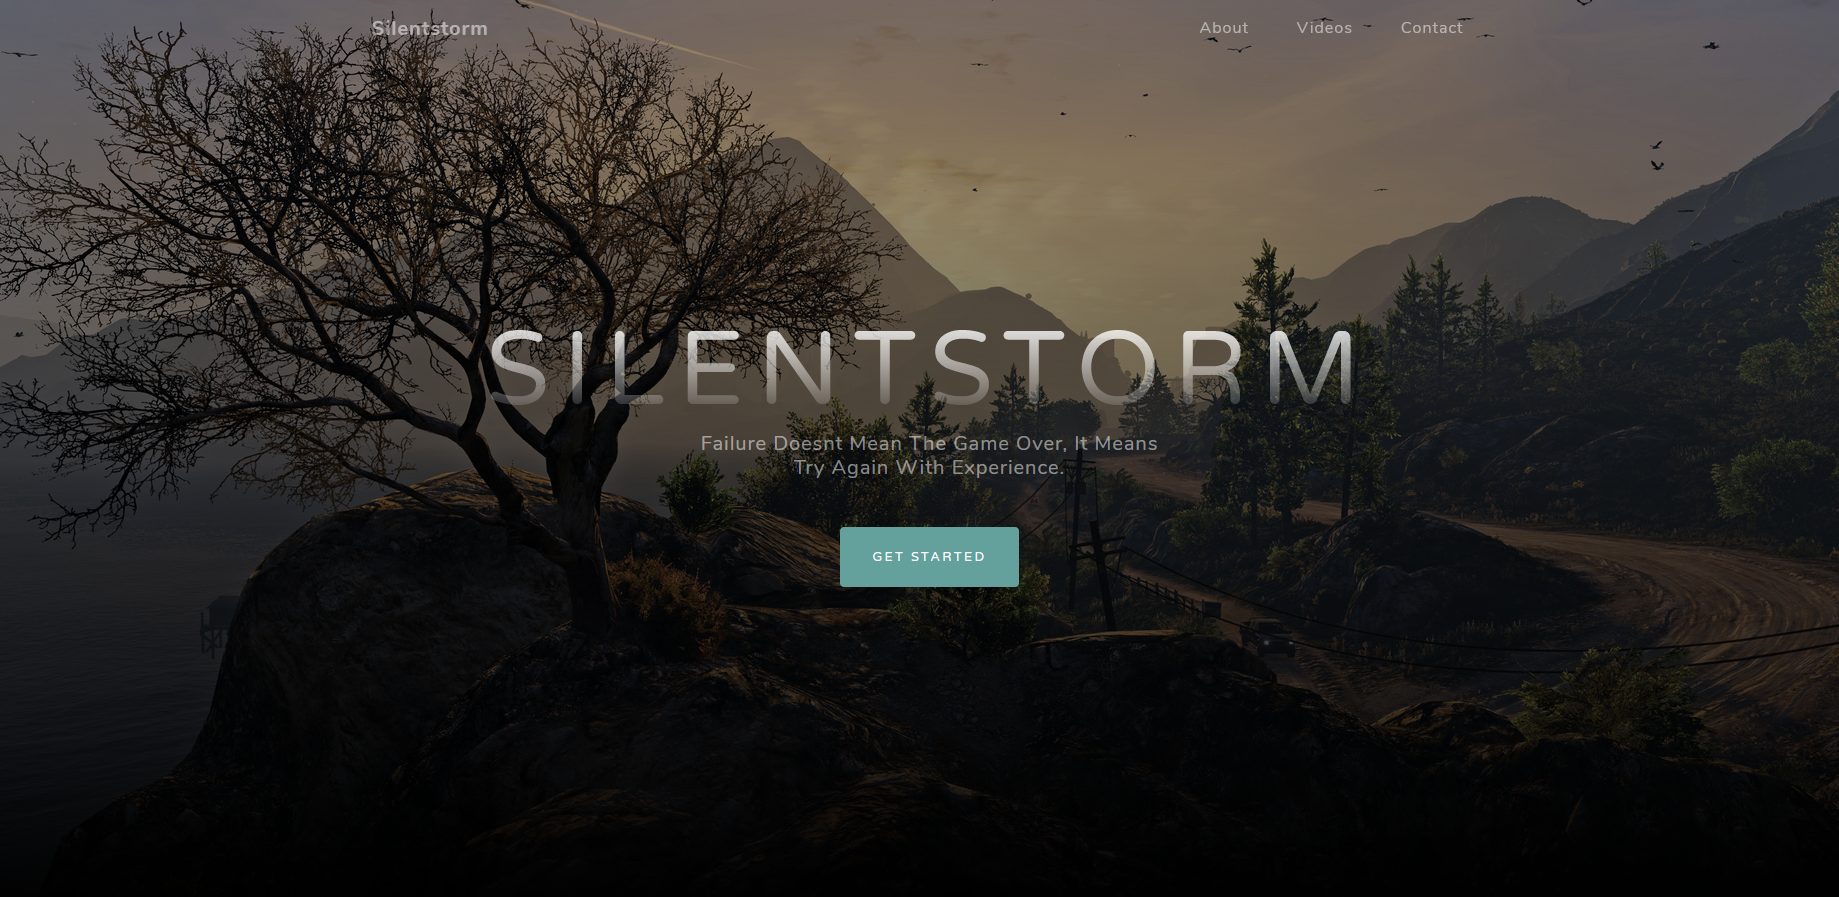 Silentstorm
About Videos Contact
SILENTSTORM
Failure Doesnt Mean The Game Over, It Means
Try Again With Experience.
GET STARTED